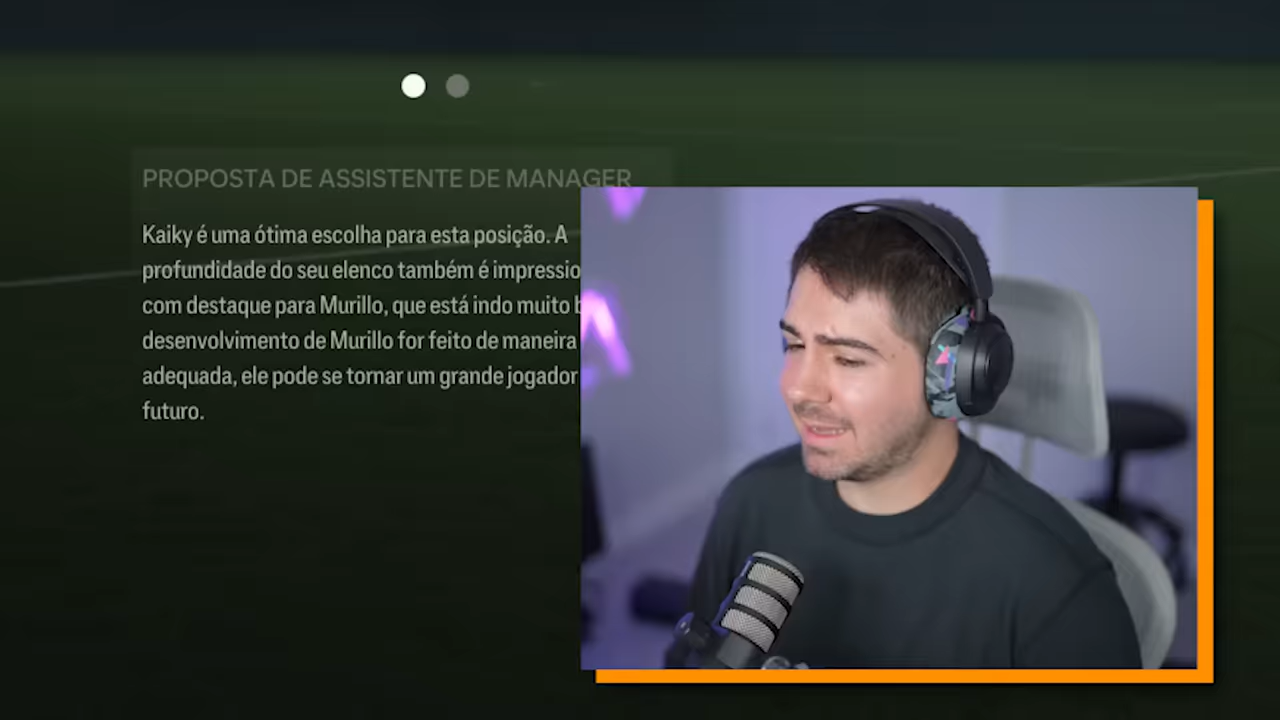 PROPOSTA DE ASSISTENTE DE MANAGER
Kaiky é uma ótima escolha para esta posição. A
profundidade do seu elenco também é impressio
com destaque para Murillo, que está indo muito
desenvolvimento de Murillo for feito de maneira
adequada, ele pode se tornar um grande jogador
futuro.